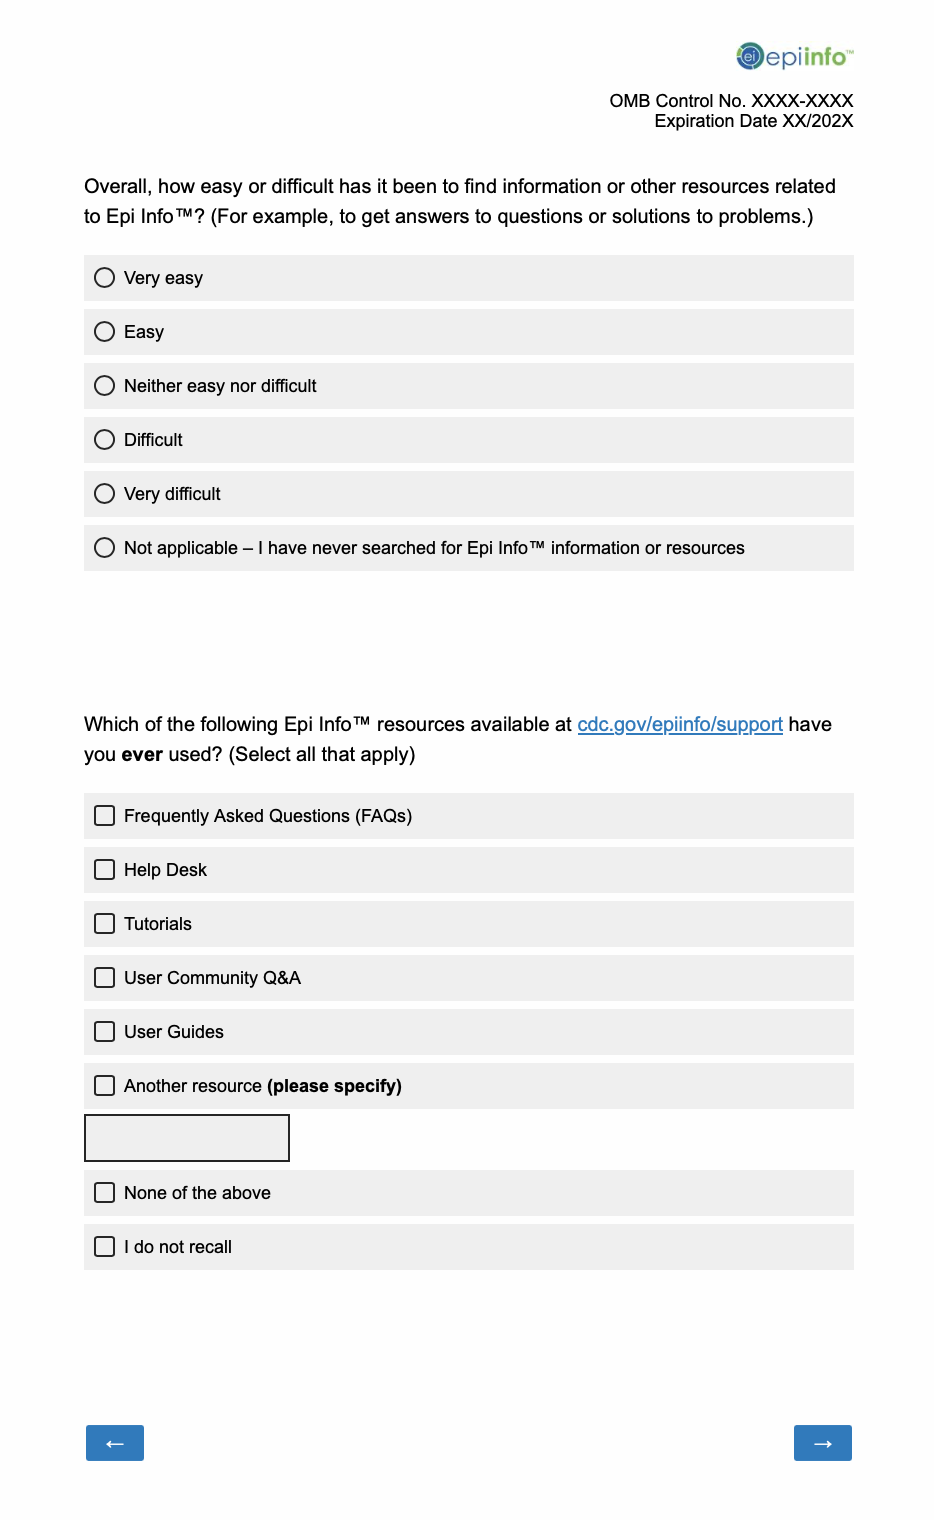 ei epiinfo™
OMB Control No. XXXX-XXXX
Expiration Date XX/202X
Overall, how easy or difficult has it been to find information or other resources related
to Epi Info™? (For example, to get answers to questions or solutions to problems.)
Very easy
Easy
Neither easy nor difficult
Difficult
Very difficult
Not applicable – I have never searched for Epi Info™ information or resources
Which of the following Epi Info™ resources available at cdc.gov/epiinfo/support have
you ever used? (Select all that apply)
Frequently Asked Questions (FAQs)
Help Desk
Tutorials
User Community Q&A
User Guides
Another resource (please specify)
None of the above
I do not recall
← →